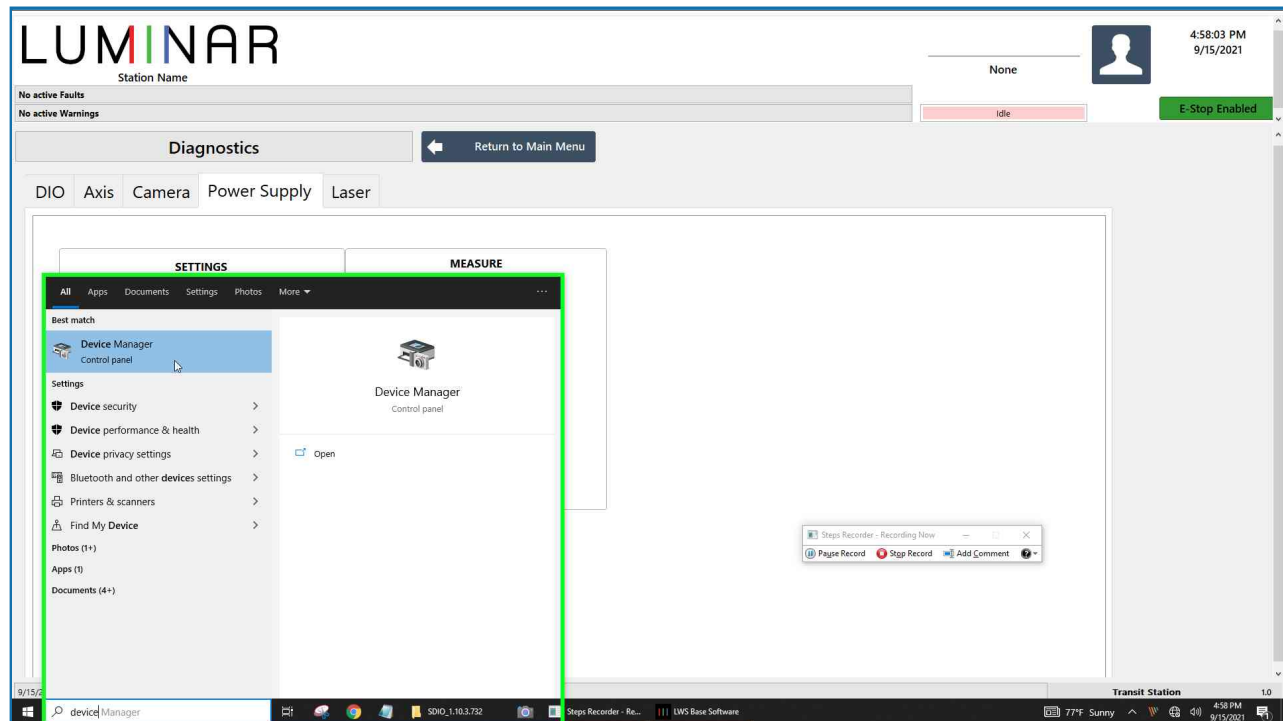 LUMINAR
Station Name
None
4:58:03 PM
9/15/2021
No active Faults
No active Warnings
Idle
E-Stop Enabled
Diagnostics
Return to Main Menu
DIO Axis Camera Power Supply Laser
SETTINGS
MEASURE
All Apps Documents Settings Photos More
Best match
Device Manager
Control panel
Device Manager
Control panel
Open
Settings
Device security
Device performance & health
Device privacy settings
Bluetooth and other devices settings
Printers & scanners
Find My Device
Photos (1+)
Apps (1)
Documents (4+)
Steps Recorder - Recording Now
Pause Record Stop Record Add Comment
9/15/2
Transit Station 1.0
device Manager
SDIO_1.10.3.732
Steps Recorder - Re...
LWS Base Software
77°F Sunny
4:58 PM
9/15/2021